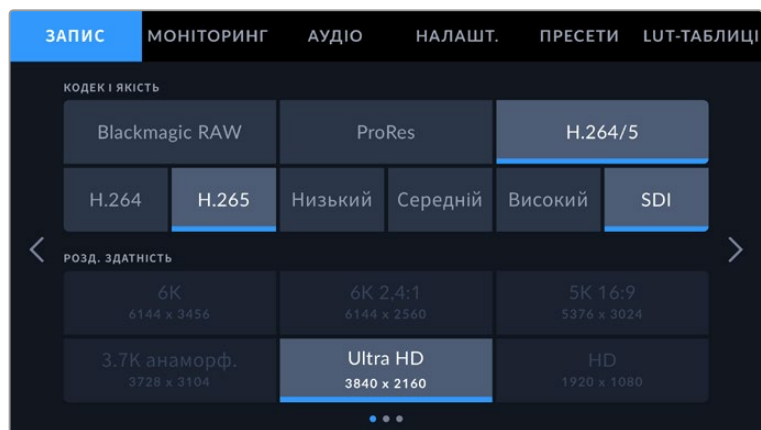 ЗАПИС МОНІТОРИНГ АУДІО НАЛАШТ. ПРЕСЕТИ LUT-ТАБЛИЦІ
КОДЕК І ЯКІСТЬ
Blackmagic RAW ProRes H.264/5
H.264 H.265 Низький Середній Високий SDI
РОЗД. ЗДАТНІСТЬ
6K 6K 2,4:1 5K 16:9
6144 x 3456 6144 x 2560 5376 x 3024
3.7K анаморф. Ultra HD HD
3728 x 3104 3840 x 2160 1920 x 1080